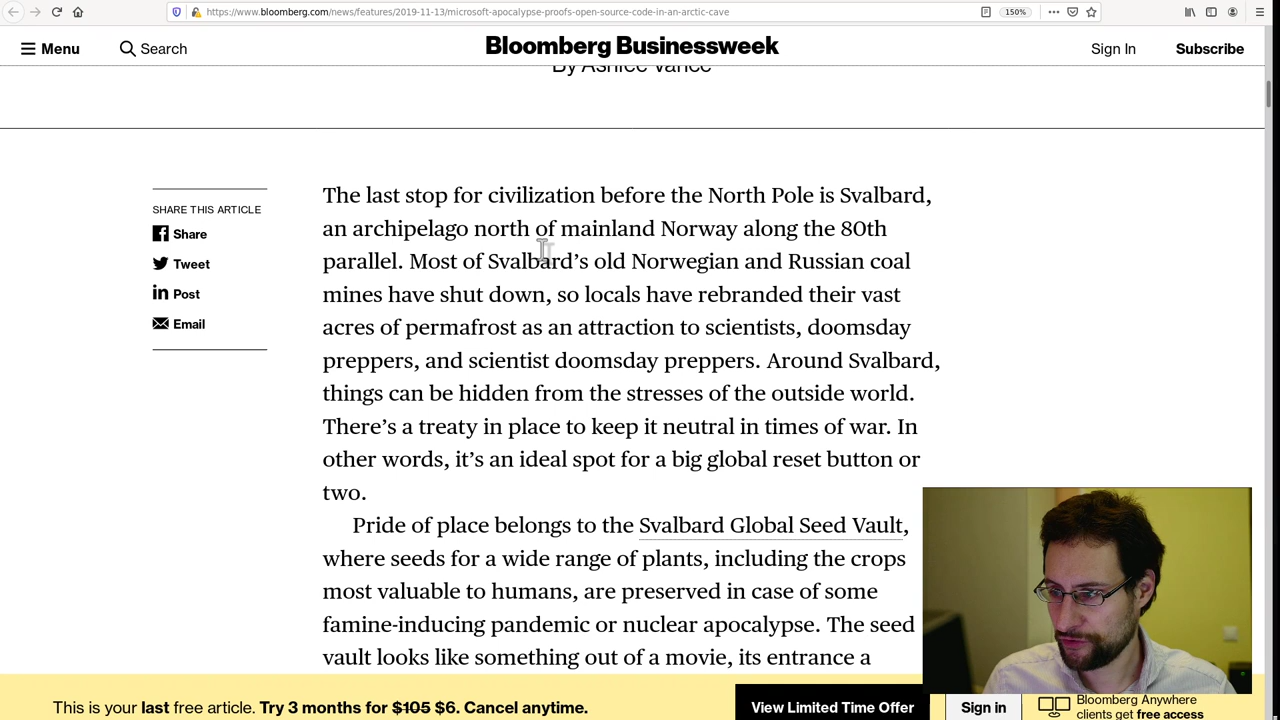 https://www.bloomberg.com/news/features/2019-11-13/microsoft-apocalypse-proofs-open-source-code-in-an-arctic-cave
150%
Menu
Search
Bloomberg Businessweek
Sign In
Subscribe
By Ashlee Vance
SHARE THIS ARTICLE
Share
Tweet
Post
Email
The last stop for civilization before the North Pole is Svalbard,
an archipelago north of mainland Norway along the 80th
parallel. Most of Svalbard’s old Norwegian and Russian coal
mines have shut down, so locals have rebranded their vast
acres of permafrost as an attraction to scientists, doomsday
preppers, and scientist doomsday preppers. Around Svalbard,
things can be hidden from the stresses of the outside world.
There’s a treaty in place to keep it neutral in times of war. In
other words, it’s an ideal spot for a big global reset button or
two.
Pride of place belongs to the Svalbard Global Seed Vault,
where seeds for a wide range of plants, including the crops
most valuable to humans, are preserved in case of some
famine-inducing pandemic or nuclear apocalypse. The seed
vault looks like something out of a movie, its entrance a
This is your last free article. Try 3 months for $105 $6. Cancel anytime.
View Limited Time Offer
Sign in
Bloomberg Anywhere
clients get free access